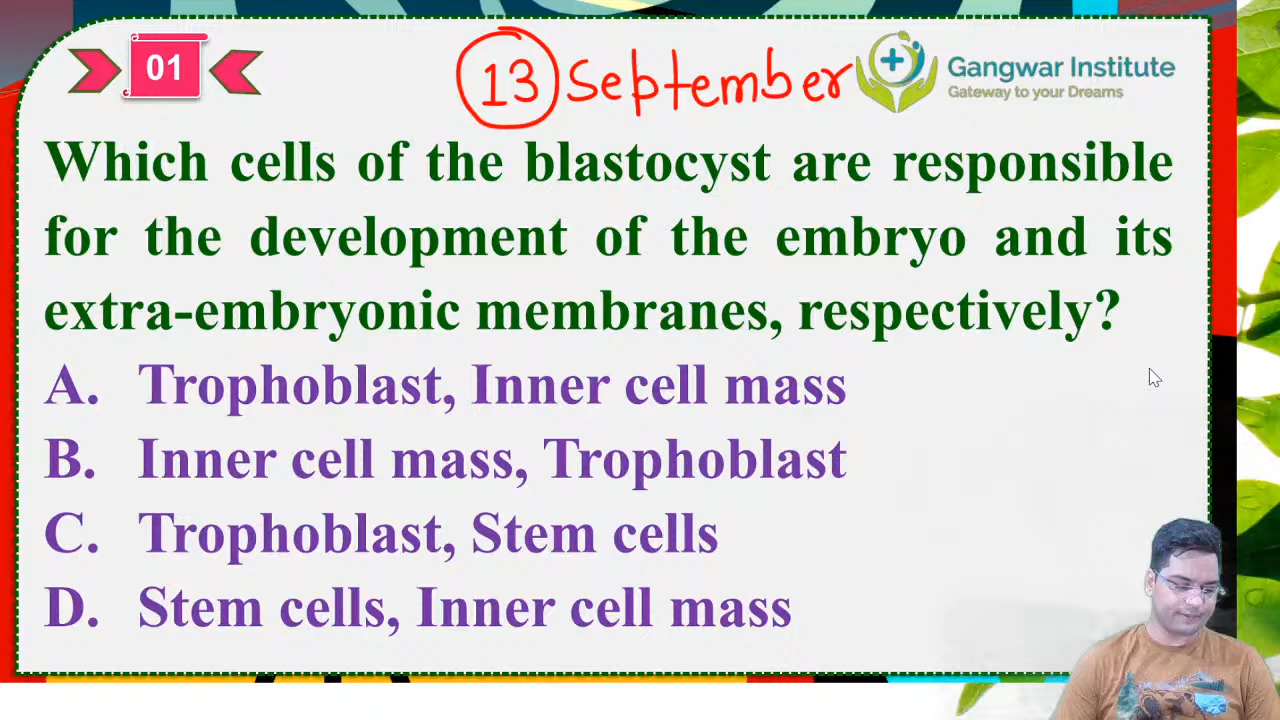 01
13 September
Gangwar Institute
Gateway to your Dreams
Which cells of the blastocyst are responsible
for the development of the embryo and its
extra-embryonic membranes, respectively?
A. Trophoblast, Inner cell mass
B. Inner cell mass, Trophoblast
C. Trophoblast, Stem cells
D. Stem cells, Inner cell mass